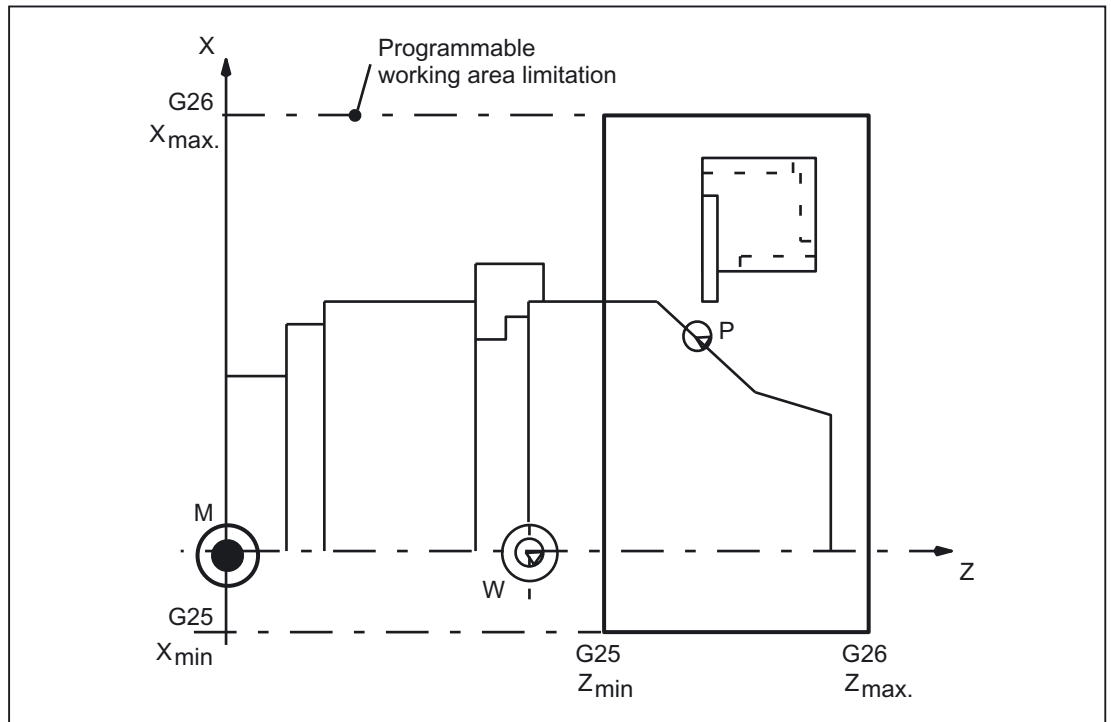 X
Programmable
working area limitation
G26
Xmax.
P
M
W
Z
G25
Xmin
G25
Zmin
G26
Zmax.